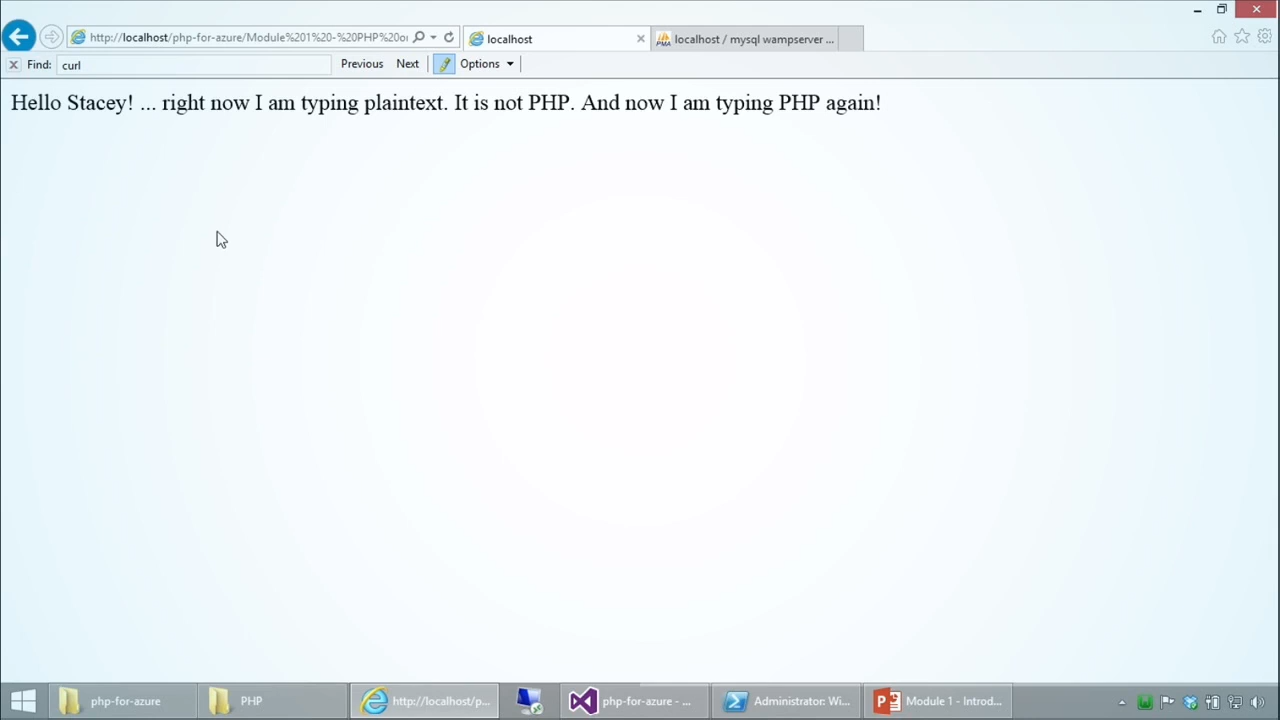 http://localhost/php-for-azure/Module%201%20-%20PHP%20o
localhost
localhost / mysql wampserver ...
Find:
curl
Previous
Next
Options
Hello Stacey! ... right now I am typing plaintext. It is not PHP. And now I am typing PHP again!
php-for-azure
PHP
http://localhost/p...
php-for-azure - ...
Administrator: Wi...
Module 1 - Introd...